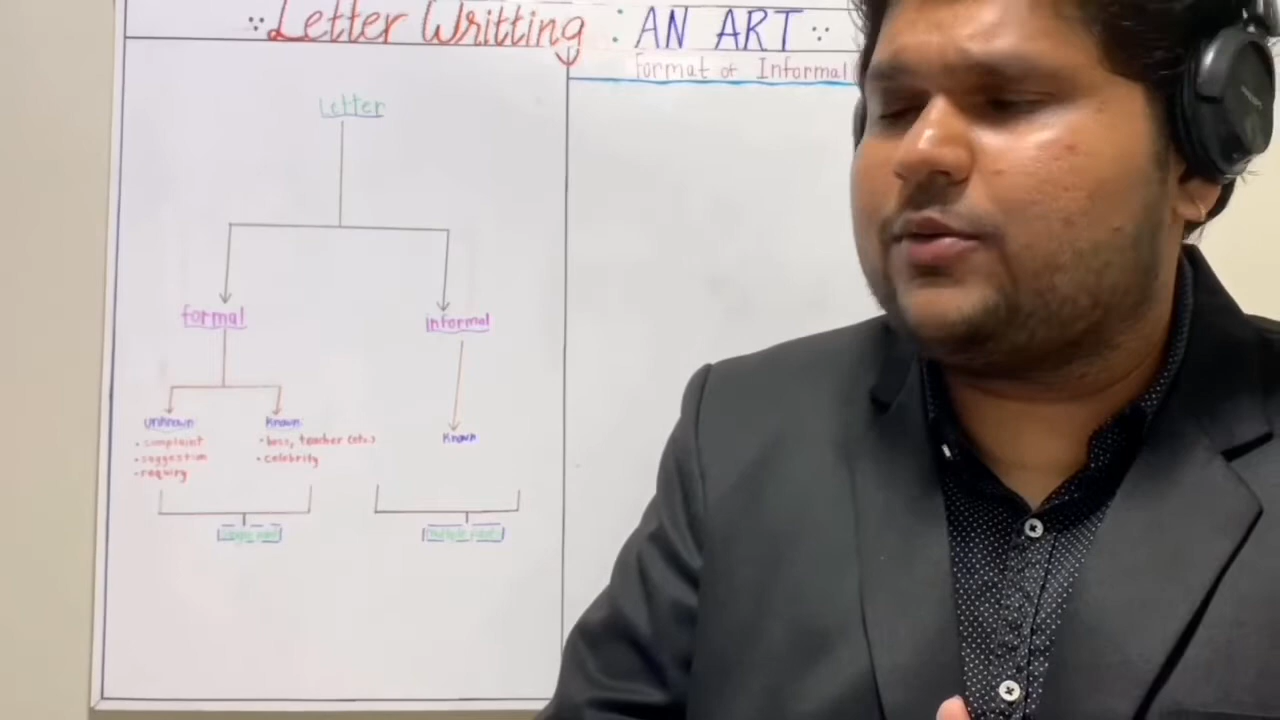 Letter Writting : AN ART
Format of Informal
Letter
formal
informal
unknown
• complaint
• suggestion
• requiry
known
• boss, teacher (etc.)
• celebrity
known